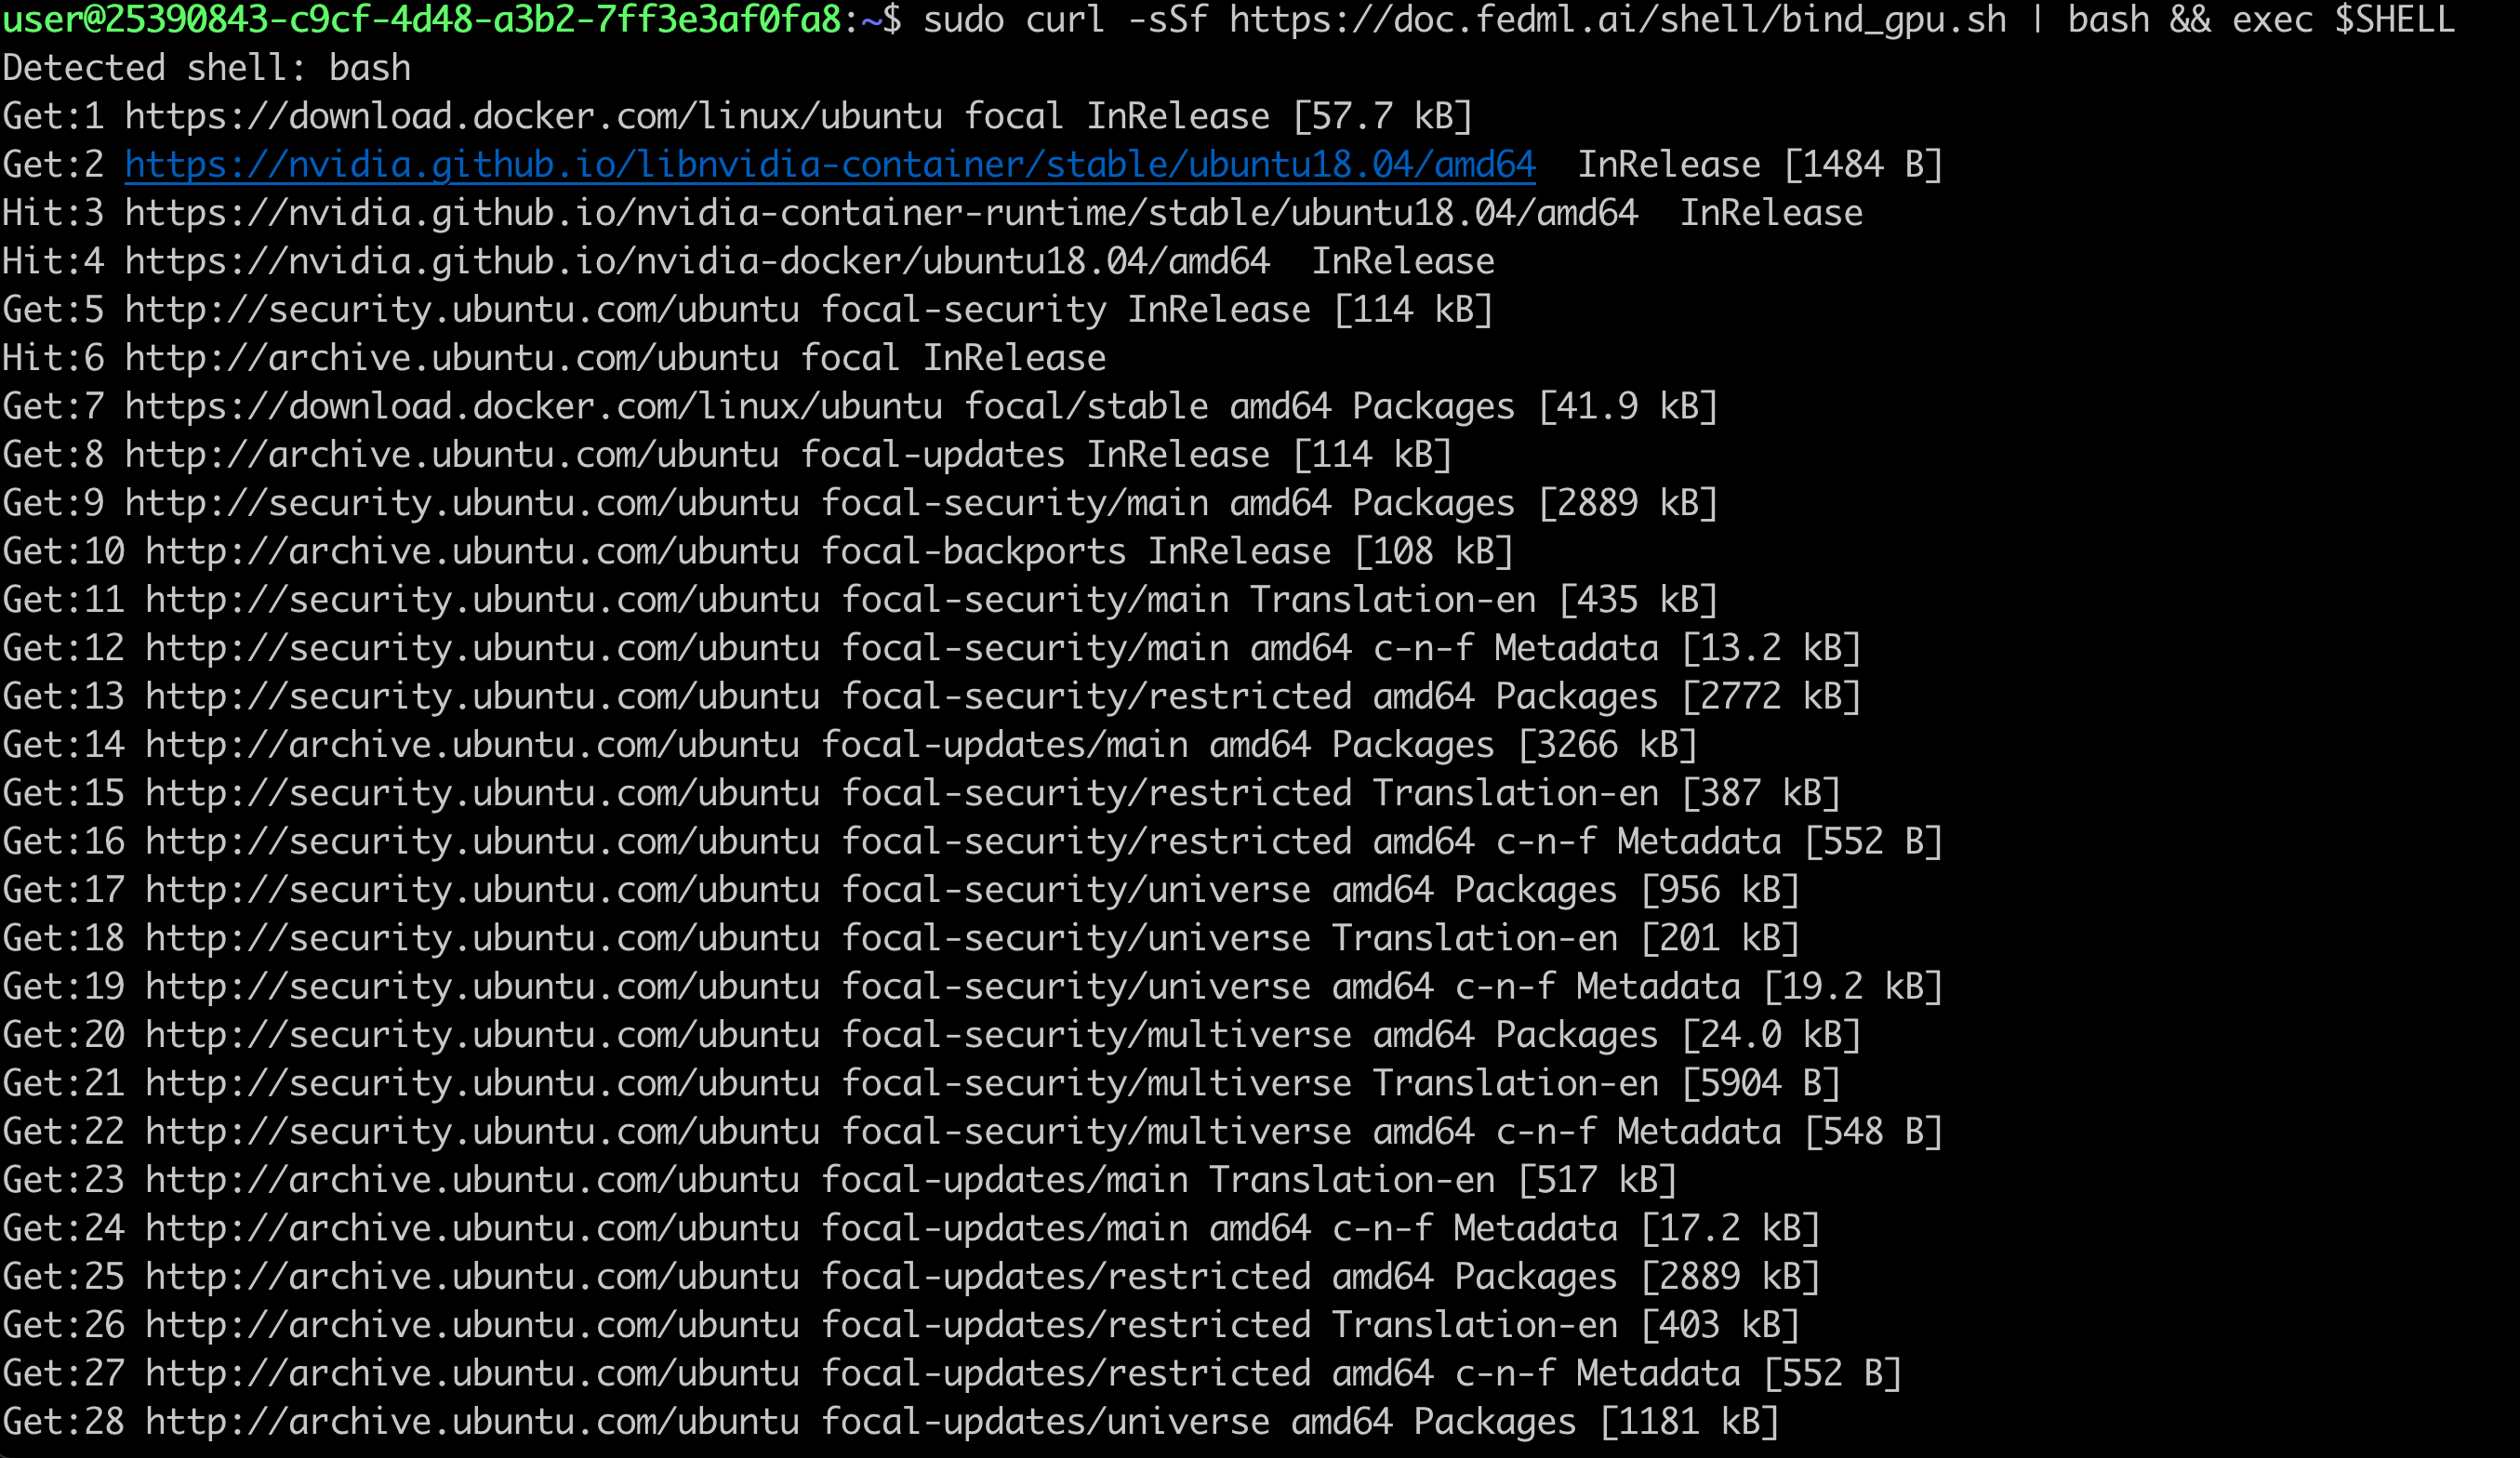 user@25390843-c9cf-4d48-a3b2-7ff3e3af0fa8:~$ sudo curl -sSf https://doc.fedml.ai/shell/bind_gpu.sh | bash && exec $SHELL
Detected shell: bash
Get:1 https://download.docker.com/linux/ubuntu focal InRelease [57.7 kB]
Get:2 https://nvidia.github.io/libnvidia-container/stable/ubuntu18.04/amd64  InRelease [1484 B]
Hit:3 https://nvidia.github.io/nvidia-container-runtime/stable/ubuntu18.04/amd64  InRelease
Hit:4 https://nvidia.github.io/nvidia-docker/ubuntu18.04/amd64  InRelease
Get:5 http://security.ubuntu.com/ubuntu focal-security InRelease [114 kB]
Hit:6 http://archive.ubuntu.com/ubuntu focal InRelease
Get:7 https://download.docker.com/linux/ubuntu focal/stable amd64 Packages [41.9 kB]
Get:8 http://archive.ubuntu.com/ubuntu focal-updates InRelease [114 kB]
Get:9 http://security.ubuntu.com/ubuntu focal-security/main amd64 Packages [2889 kB]
Get:10 http://archive.ubuntu.com/ubuntu focal-backports InRelease [108 kB]
Get:11 http://security.ubuntu.com/ubuntu focal-security/main Translation-en [435 kB]
Get:12 http://security.ubuntu.com/ubuntu focal-security/main amd64 c-n-f Metadata [13.2 kB]
Get:13 http://security.ubuntu.com/ubuntu focal-security/restricted amd64 Packages [2772 kB]
Get:14 http://archive.ubuntu.com/ubuntu focal-updates/main amd64 Packages [3266 kB]
Get:15 http://security.ubuntu.com/ubuntu focal-security/restricted Translation-en [387 kB]
Get:16 http://security.ubuntu.com/ubuntu focal-security/restricted amd64 c-n-f Metadata [552 B]
Get:17 http://security.ubuntu.com/ubuntu focal-security/universe amd64 Packages [956 kB]
Get:18 http://security.ubuntu.com/ubuntu focal-security/universe Translation-en [201 kB]
Get:19 http://security.ubuntu.com/ubuntu focal-security/universe amd64 c-n-f Metadata [19.2 kB]
Get:20 http://security.ubuntu.com/ubuntu focal-security/multiverse amd64 Packages [24.0 kB]
Get:21 http://security.ubuntu.com/ubuntu focal-security/multiverse Translation-en [5904 B]
Get:22 http://security.ubuntu.com/ubuntu focal-security/multiverse amd64 c-n-f Metadata [548 B]
Get:23 http://archive.ubuntu.com/ubuntu focal-updates/main Translation-en [517 kB]
Get:24 http://archive.ubuntu.com/ubuntu focal-updates/main amd64 c-n-f Metadata [17.2 kB]
Get:25 http://archive.ubuntu.com/ubuntu focal-updates/restricted amd64 Packages [2889 kB]
Get:26 http://archive.ubuntu.com/ubuntu focal-updates/restricted Translation-en [403 kB]
Get:27 http://archive.ubuntu.com/ubuntu focal-updates/restricted amd64 c-n-f Metadata [552 B]
Get:28 http://archive.ubuntu.com/ubuntu focal-updates/universe amd64 Packages [1181 kB]